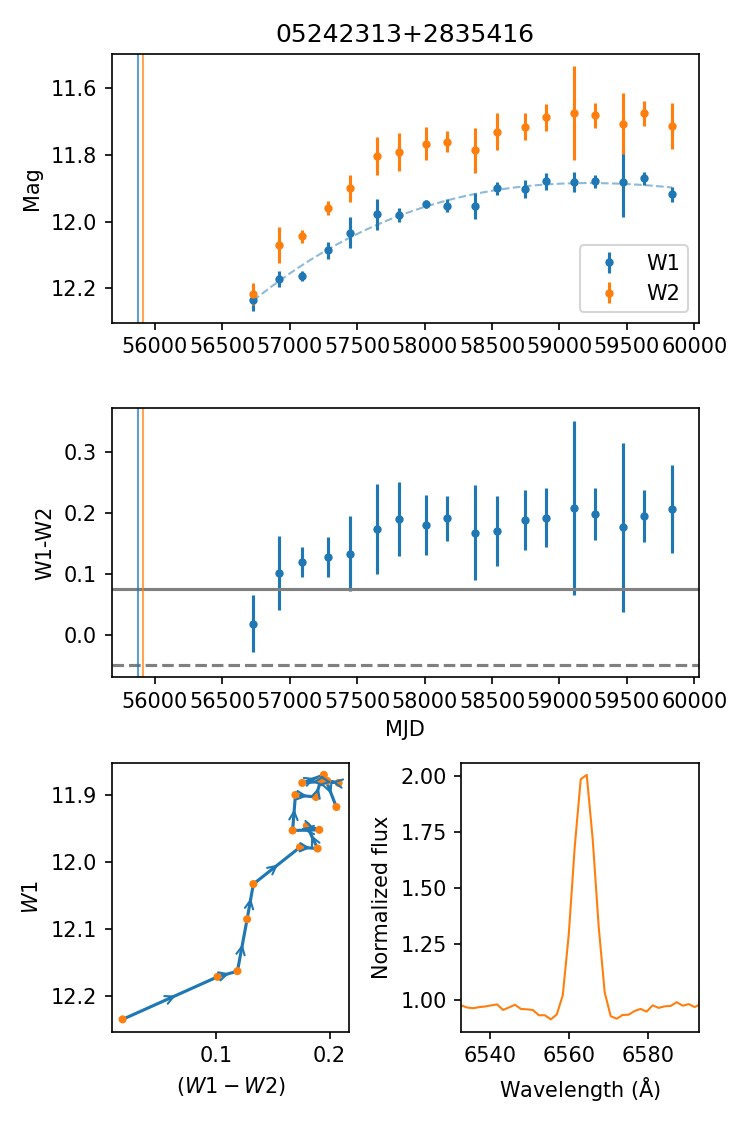 05242313+2835416
Mag
11.6
11.8
12.0
12.2
W1
W2
56000 56500 57000 57500 58000 58500 59000 59500 60000
W1-W2
0.3
0.2
0.1
0.0
56000 56500 57000 57500 58000 58500 59000 59500 60000
MJD
W1
11.9
12.0
12.1
12.2
0.1 0.2
(W1 − W2)
Normalized flux
2.00
1.75
1.50
1.25
1.00
6540 6560 6580
Wavelength (Å)